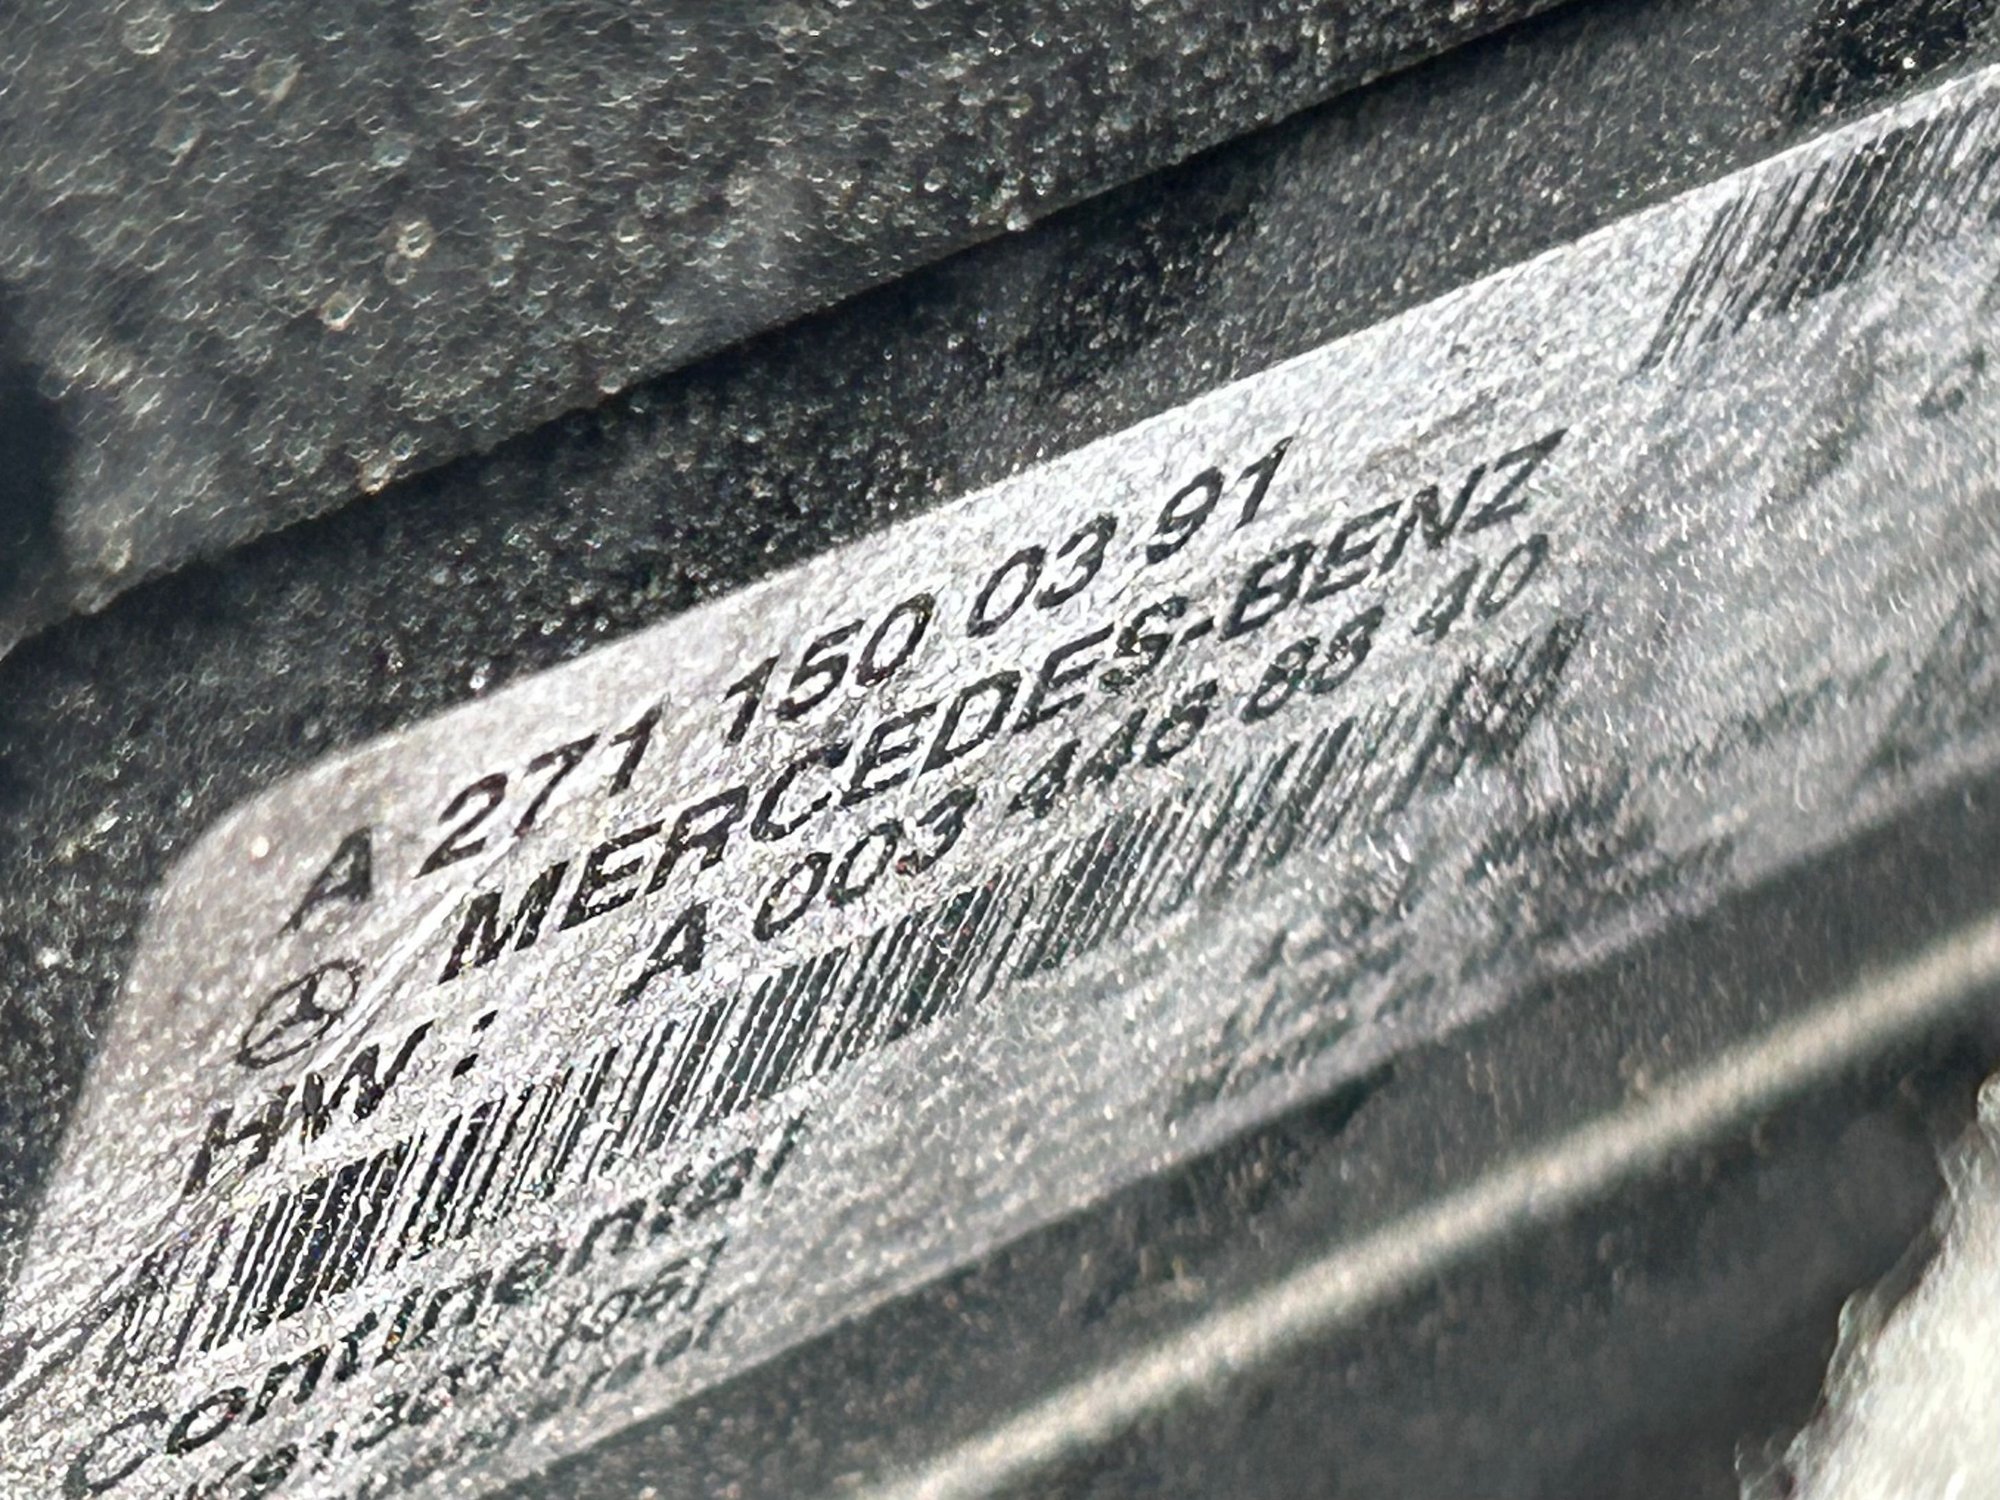 A 271 150 03 91
MERCEDES-BENZ
HW: A 003 446 88 40
Continental